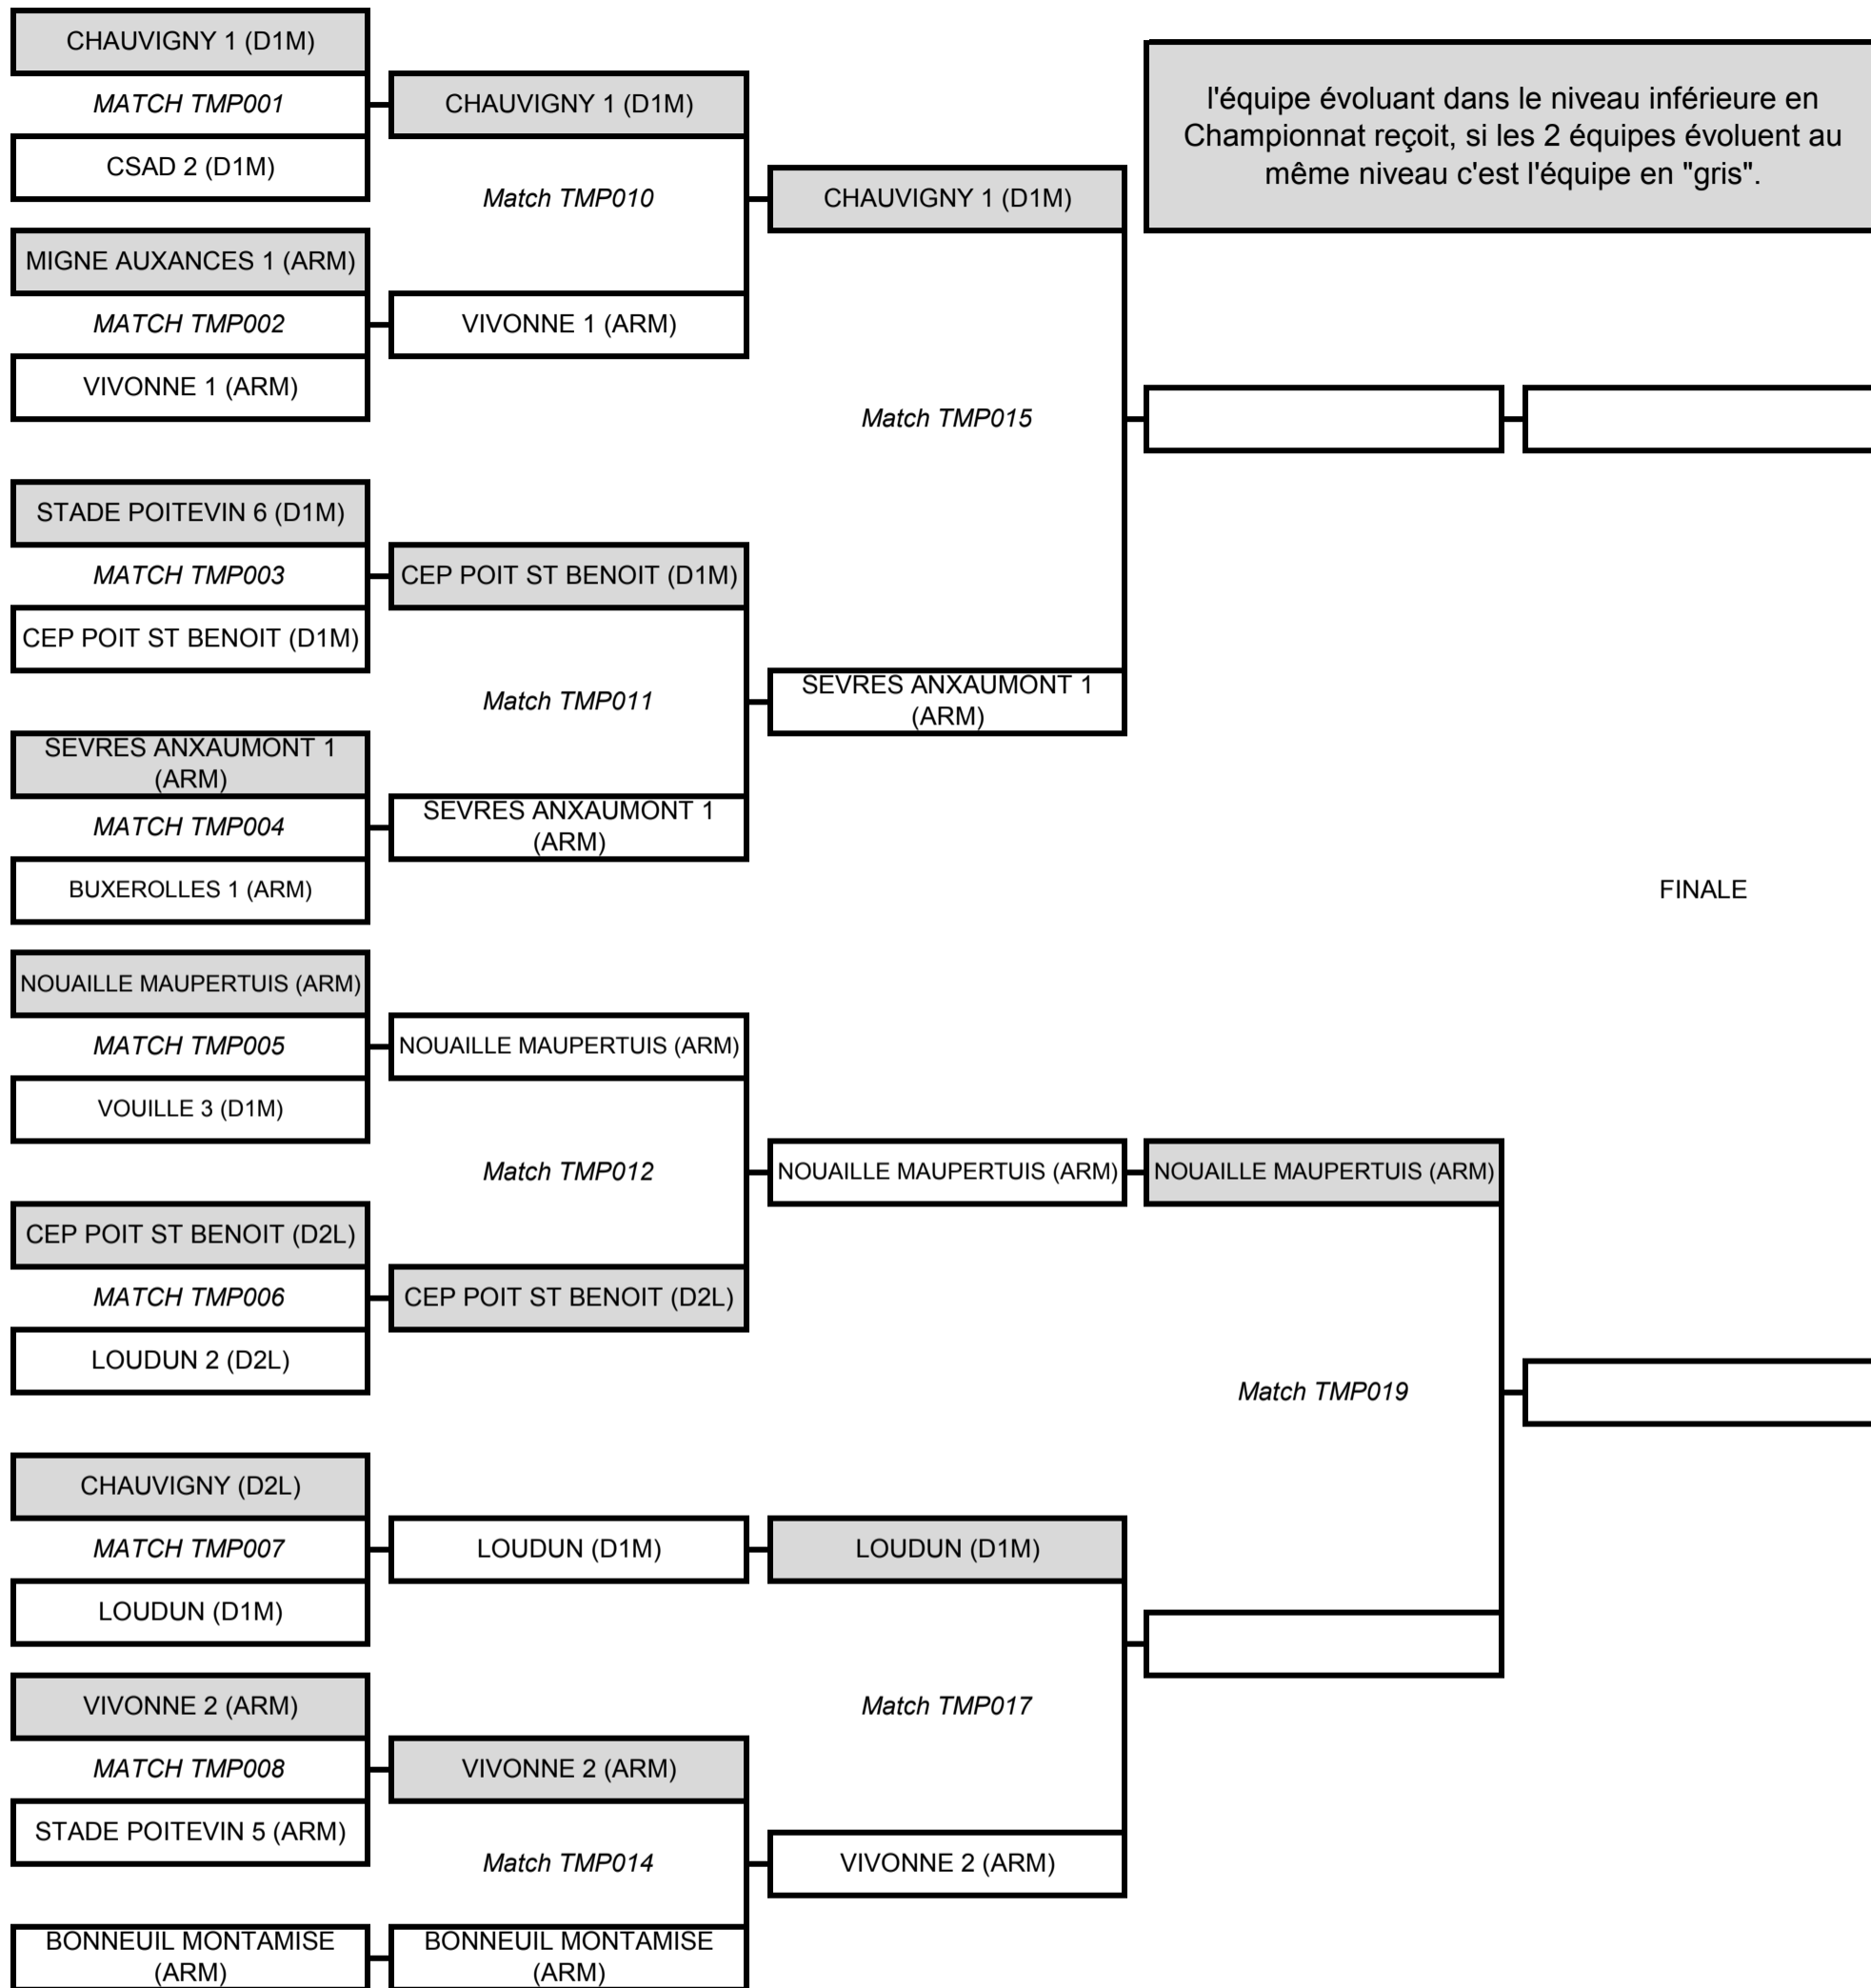 CHAUVIGNY 1 (D1M)
MATCH TMP001
CSAD 2 (D1M)
MIGNE AUXANCES 1 (ARM)
MATCH TMP002
VIVONNE 1 (ARM)
STADE POITEVIN 6 (D1M)
MATCH TMP003
CEP POIT ST BENOIT (D1M)
SEVRES ANXAUMONT 1
(ARM)
MATCH TMP004
BUXEROLLES 1 (ARM)
NOUAILLE MAUPERTUIS (ARM)
MATCH TMP005
VOUILLE 3 (D1M)
CEP POIT ST BENOIT (D2L)
MATCH TMP006
LOUDUN 2 (D2L)
CHAUVIGNY (D2L)
MATCH TMP007
LOUDUN (D1M)
VIVONNE 2 (ARM)
MATCH TMP008
STADE POITEVIN 5 (ARM)
BONNEUIL MONTAMISE
(ARM)
CHAUVIGNY 1 (D1M)
Match TMP010
VIVONNE 1 (ARM)
CEP POIT ST BENOIT (D1M)
Match TMP011
SEVRES ANXAUMONT 1
(ARM)
NOUAILLE MAUPERTUIS (ARM)
Match TMP012
CEP POIT ST BENOIT (D2L)
LOUDUN (D1M)
VIVONNE 2 (ARM)
Match TMP014
BONNEUIL MONTAMISE
(ARM)
CHAUVIGNY 1 (D1M)
Match TMP015
SEVRES ANXAUMONT 1
(ARM)
NOUAILLE MAUPERTUIS (ARM)
LOUDUN (D1M)
Match TMP017
VIVONNE 2 (ARM)
l'équipe évoluant dans le niveau inférieure en
Championnat reçoit, si les 2 équipes évoluent au
même niveau c'est l'équipe en "gris".
NOUAILLE MAUPERTUIS (ARM)
Match TMP019
FINALE